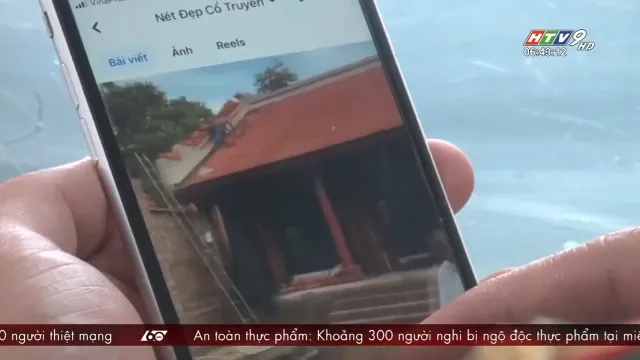 Nét Đẹp Cổ Truyền
Bài viết
Ảnh
Reels
HTV9 HD
06:43:12
0 người thiệt mạng
60
An toàn thực phẩm: Khoảng 300 người nghi bị ngộ độc thực phẩm tại